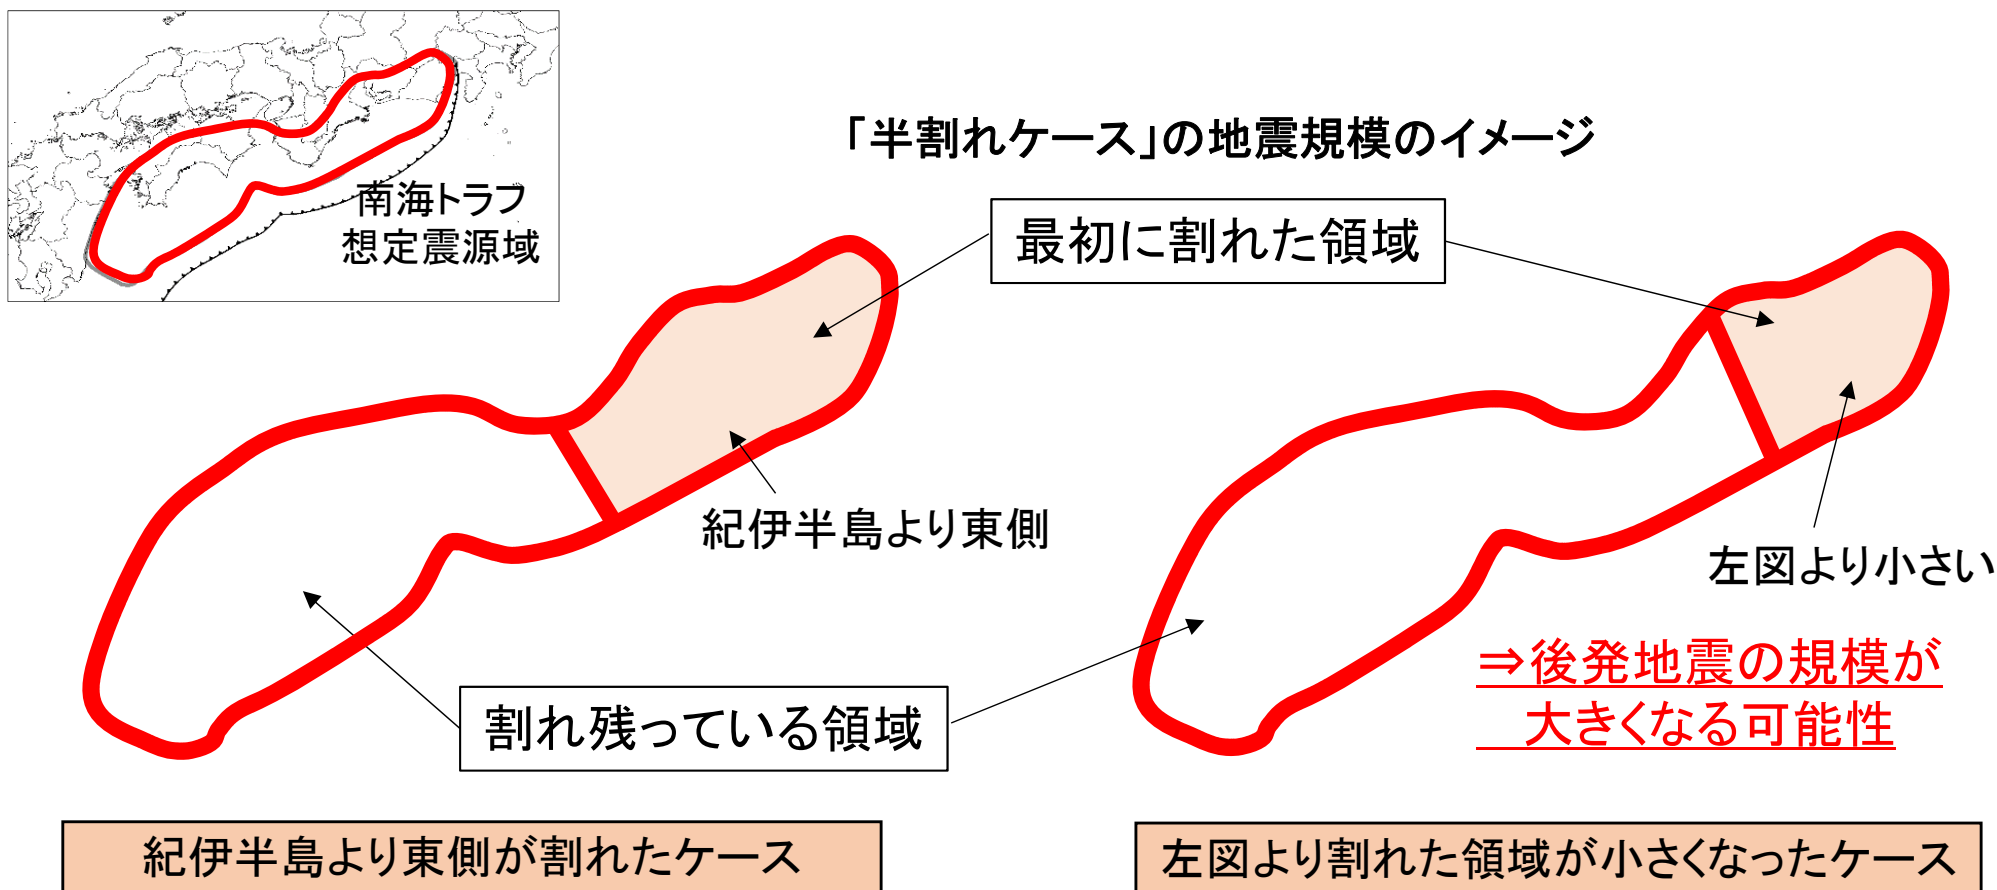 南海トラフ
想定震源域
「半割れケース」の地震規模のイメージ
最初に割れた領域
紀伊半島より東側
左図より小さい
⇒後発地震の規模が
大きくなる可能性
割れ残っている領域
紀伊半島より東側が割れたケース
左図より割れた領域が小さくなったケース